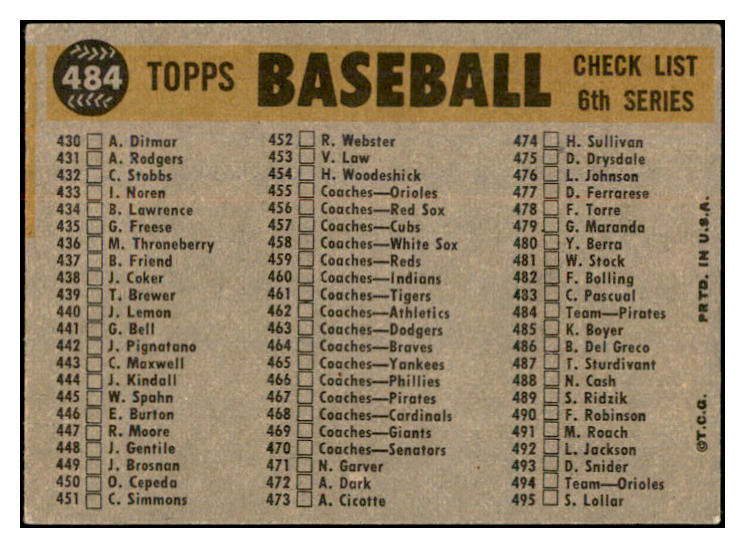 484 TOPPS BASEBALL CHECK LIST
6th SERIES
430 A. Ditmar
431 A. Rodgers
432 C. Stobbs
433 I. Noren
434 B. Lawrence
435 G. Freese
436 M. Throneberry
437 B. Friend
438 J. Coker
439 T. Brewer
440 J. Lemon
441 G. Bell
442 J. Pignatano
443 C. Maxwell
444 J. Kindall
445 W. Spahn
446 E. Burton
447 R. Moore
448 J. Gentile
449 J. Brosnan
450 O. Cepeda
451 C. Simmons
452 R. Webster
453 V. Law
454 H. Woodeshick
455 Coaches—Orioles
456 Coaches—Red Sox
457 Coaches—Cubs
458 Coaches—White Sox
459 Coaches—Reds
460 Coaches—Indians
461 Coaches—Tigers
462 Coaches—Athletics
463 Coaches—Dodgers
464 Coaches—Braves
465 Coaches—Yankees
466 Coaches—Phillies
467 Coaches—Pirates
468 Coaches—Cardinals
469 Coaches—Giants
470 Coaches—Senators
471 N. Garver
472 A. Dark
473 A. Cicotte
474 H. Sullivan
475 D. Drysdale
476 L. Johnson
477 D. Ferrarese
478 F. Torre
479 G. Maranda
480 Y. Berra
481 W. Stock
482 F. Bolling
483 C. Pascual
484 Team—Pirates
485 K. Boyer
486 B. Del Greco
487 T. Sturdivant
488 N. Cash
489 S. Ridzik
490 F. Robinson
491 M. Roach
492 L. Jackson
493 D. Snider
494 Team—Orioles
495 S. Lollar
©T.C.G. PRTD. IN U.S.A.